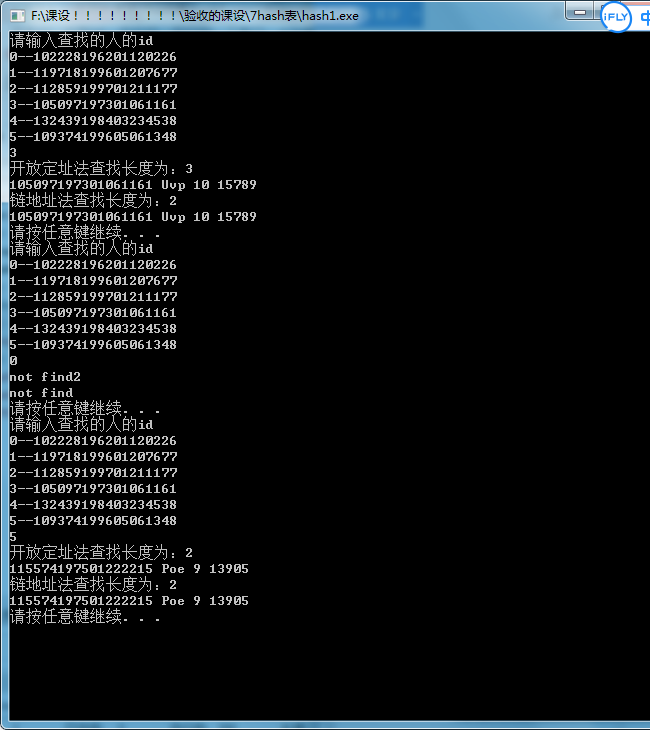 F:\课设！！！！！！！！！\验收的课设\7hash表\hash1.exe
iFLY 中
请输入查找的人的id
0--102228196201120226
1--119718199601207677
2--112859199701211177
3--105097197301061161
4--132439198403234538
5--109374199605061348
3
开放定址法查找长度为：3
105097197301061161 Uvp 10 15789
链地址法查找长度为：2
105097197301061161 Uvp 10 15789
请按任意键继续. . .
请输入查找的人的id
0--102228196201120226
1--119718199601207677
2--112859199701211177
3--105097197301061161
4--132439198403234538
5--109374199605061348
0
not find2
not find
请按任意键继续. . .
请输入查找的人的id
0--102228196201120226
1--119718199601207677
2--112859199701211177
3--105097197301061161
4--132439198403234538
5--109374199605061348
5
开放定址法查找长度为：2
115574197501222215 Poe 9 13905
链地址法查找长度为：2
115574197501222215 Poe 9 13905
请按任意键继续. . .